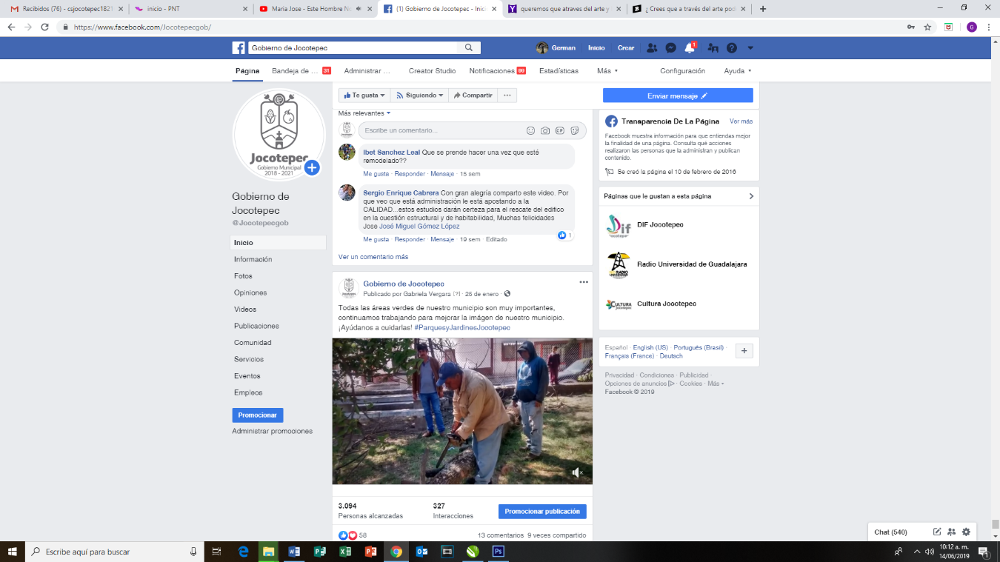 Recibidos (76) - csjocotepec1821
inicio - PNT
Maria Jose - Este Hombre No
(1) Gobierno de Jocotepec - Inici
queremos que atraves del arte y
¿ Crees que a través del arte pod
https://www.facebook.com/Jocotepecgob/
Gobierno de Jocotepec
German
Inicio
Crear
1
Página
Bandeja de ... 31
Administrar ...
Creator Studio
Notificaciones 99
Estadísticas
Más
Configuración
Ayuda
Te gusta
Siguiendo
Compartir
Enviar mensaje
Jocotepec
Gobierno Municipal
2018 - 2021
Gobierno de
Jocotepec
@Jocotepecgob
Inicio
Información
Fotos
Opiniones
Videos
Publicaciones
Comunidad
Servicios
Eventos
Empleos
Promocionar
Administrar promociones
Más relevantes
Escribe un comentario...
GIF
Ibet Sanchez Leal Que se prende hacer una vez que esté
remodelado??
Me gusta · Responder · Mensaje · 15 sem
Sergio Enrique Cabrera Con gran alegría comparto este video. Por
que veo que está administración le está apostando a la
CALIDAD...estos estudios darán certeza para el rescate del edifico
en la cuestión estructural y de habitabilidad, Muchas felicidades
Jose José Miguel Gómez López
1
Me gusta · Responder · Mensaje · 19 sem · Editado
Ver un comentario más
Gobierno de Jocotepec
Publicado por Gabriela Vergara [?] · 25 de enero ·
Todas las áreas verdes de nuestro municipio son muy importantes,
continuamos trabajando para mejorar la imágen de nuestro municipio.
¡Ayúdanos a cuidarlas! #ParquesyJardinesJocotepec
3.094
Personas alcanzadas
327
Interacciones
Promocionar publicación
58
13 comentarios 9 veces compartido
Transparencia De La Página
Ver más
Facebook muestra información para que entiendas mejor
la finalidad de una página. Consulta qué acciones
realizaron las personas que la administran y publican
contenido.
Se creó la página el 10 de febrero de 2016
Páginas que le gustan a esta página
DIF Jocotepec
Radio Universidad de Guadalajara
Cultura Jocotepec
Español · English (US) · Português (Brasil) ·
Français (France) · Deutsch
Privacidad · Condiciones · Publicidad ·
Opciones de anuncios · Cookies · Más
Facebook © 2019
Chat (540)
Escribe aquí para buscar
10:12 a. m.
14/06/2019
1